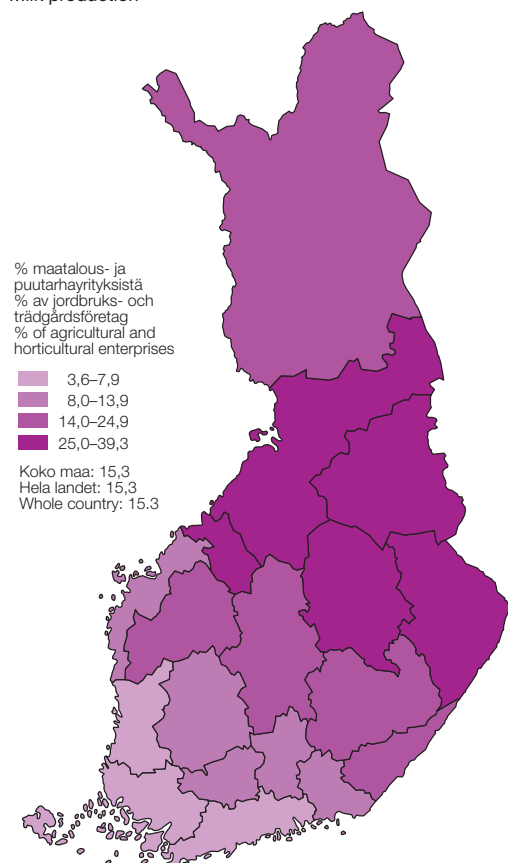 Milk production
% maatalous- ja
puutarhayrityksistä
% av jordbruks- och
trädgårdsföretag
% of agricultural and
horticultural enterprises
3,6–7,9
8,0–13,9
14,0–24,9
25,0–39,3
Koko maa: 15,3
Hela landet: 15,3
Whole country: 15.3